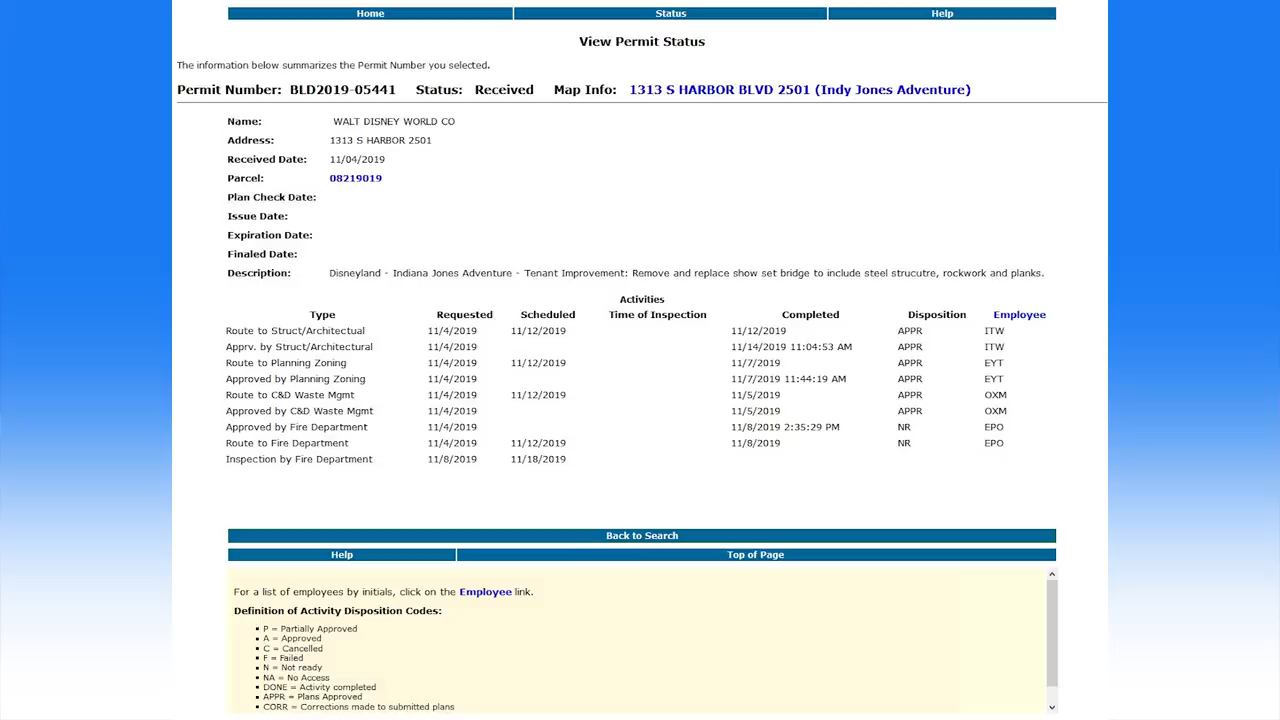 Home Status Help
View Permit Status
The information below summarizes the Permit Number you selected.
Permit Number: BLD2019-05441 Status: Received Map Info: 1313 S HARBOR BLVD 2501 (Indy Jones Adventure)
Name: WALT DISNEY WORLD CO
Address: 1313 S HARBOR 2501
Received Date: 11/04/2019
Parcel: 08219019
Plan Check Date:
Issue Date:
Expiration Date:
Finaled Date:
Description: Disneyland - Indiana Jones Adventure - Tenant Improvement: Remove and replace show set bridge to include steel strucutre, rockwork and planks.
Activities
Type Requested Scheduled Time of Inspection Completed Disposition Employee
Route to Struct/Architectual 11/4/2019 11/12/2019 11/12/2019 APPR ITW
Apprv. by Struct/Architectural 11/4/2019 11/14/2019 11:04:53 AM APPR ITW
Route to Planning Zoning 11/4/2019 11/12/2019 11/7/2019 APPR EYT
Approved by Planning Zoning 11/4/2019 11/7/2019 11:44:19 AM APPR EYT
Route to C&D Waste Mgmt 11/4/2019 11/12/2019 11/5/2019 APPR OXM
Approved by C&D Waste Mgmt 11/4/2019 11/5/2019 APPR OXM
Approved by Fire Department 11/4/2019 11/8/2019 2:35:29 PM NR EPO
Route to Fire Department 11/4/2019 11/12/2019 11/8/2019 NR EPO
Inspection by Fire Department 11/8/2019 11/18/2019
Back to Search
Help Top of Page
For a list of employees by initials, click on the Employee link.
Definition of Activity Disposition Codes:
▪ P = Partially Approved
▪ A = Approved
▪ C = Cancelled
▪ F = Failed
▪ N = Not ready
▪ NA = No Access
▪ DONE = Activity completed
▪ APPR = Plans Approved
▪ CORR = Corrections made to submitted plans